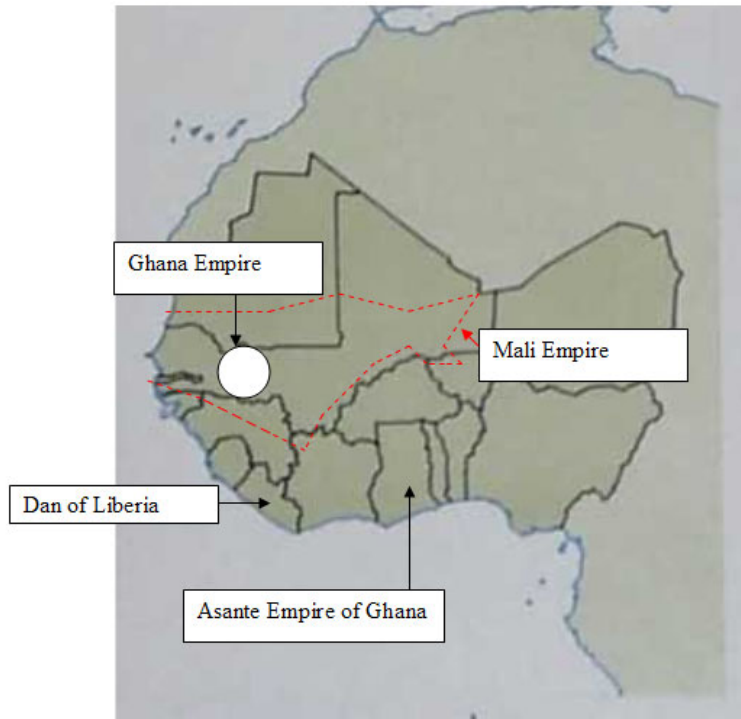 Ghana Empire
Mali Empire
Dan of Liberia
Asante Empire of Ghana